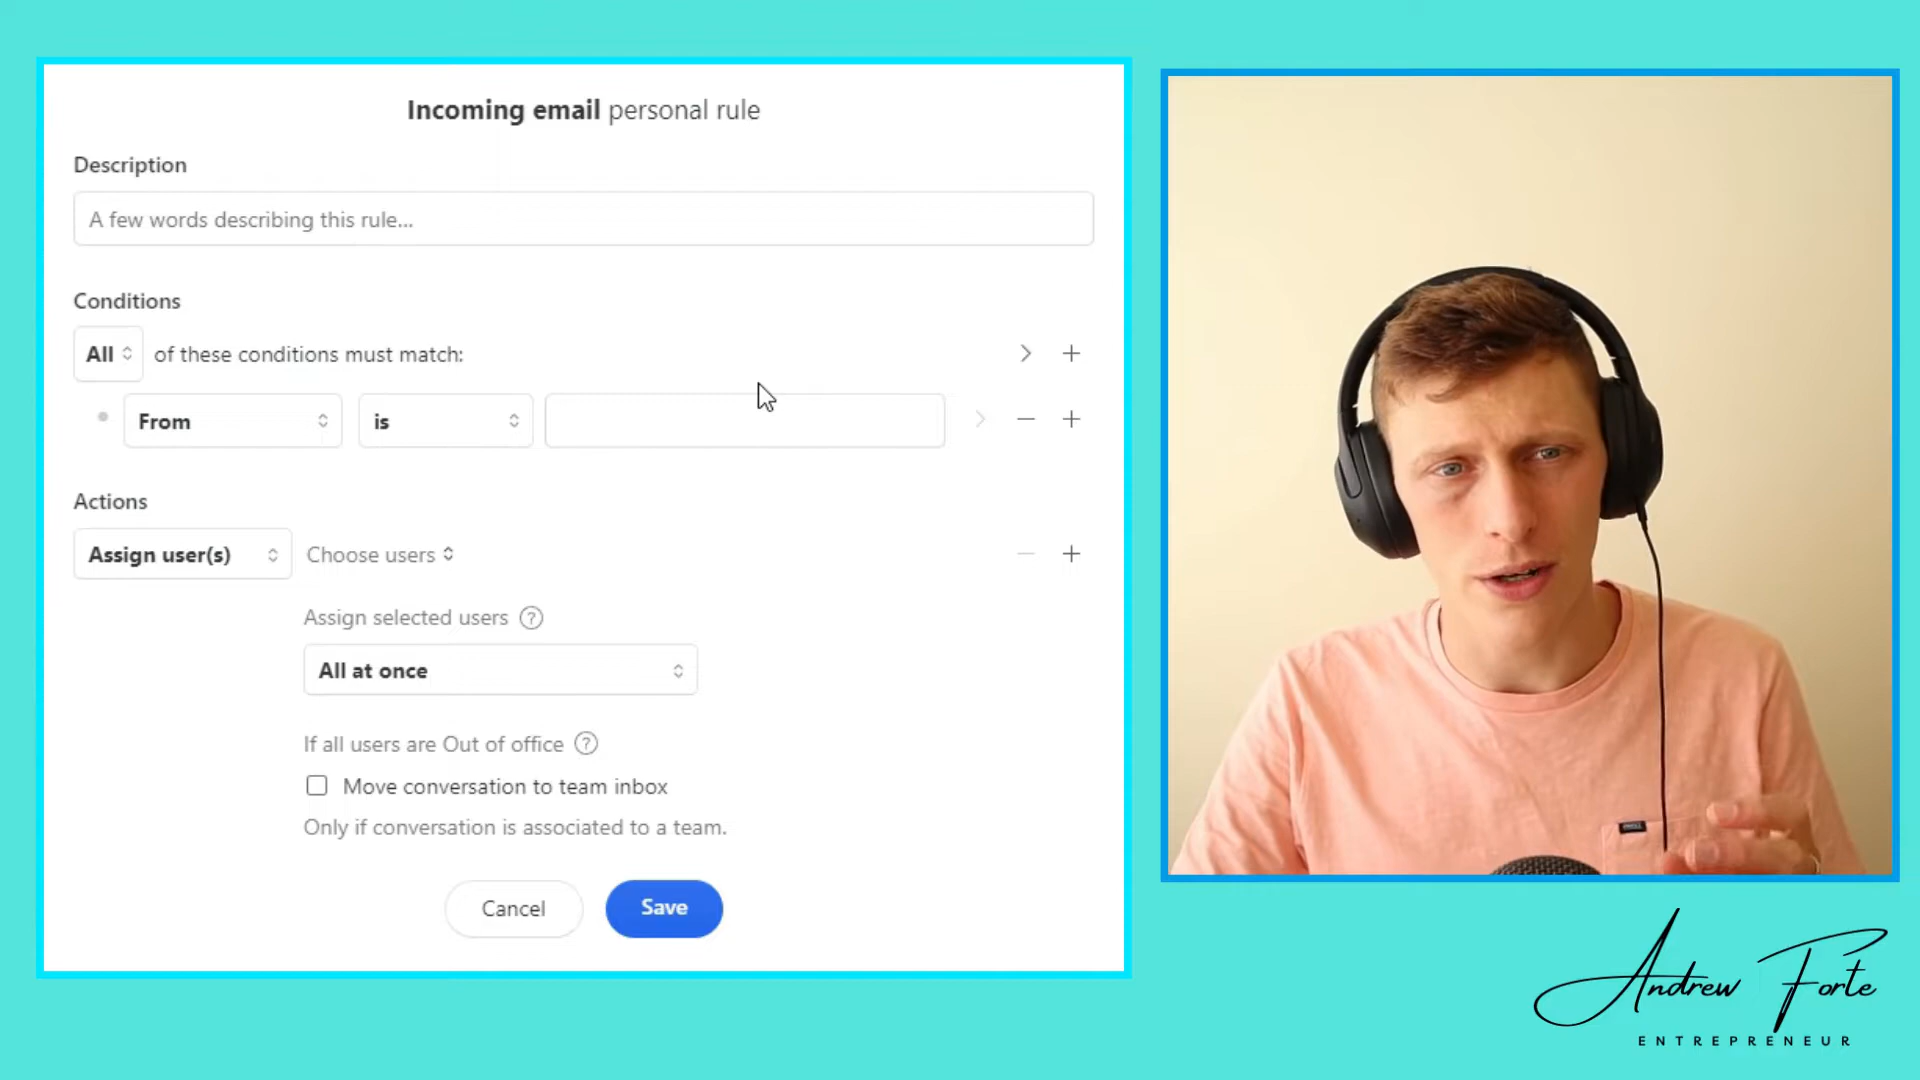 Incoming email personal rule
Description
A few words describing this rule...
Conditions
All of these conditions must match:
From is
Actions
Assign user(s) Choose users
Assign selected users ?
All at once
If all users are Out of office ?
Move conversation to team inbox
Only if conversation is associated to a team.
Cancel Save
Andrew Forte
ENTREPRENEUR